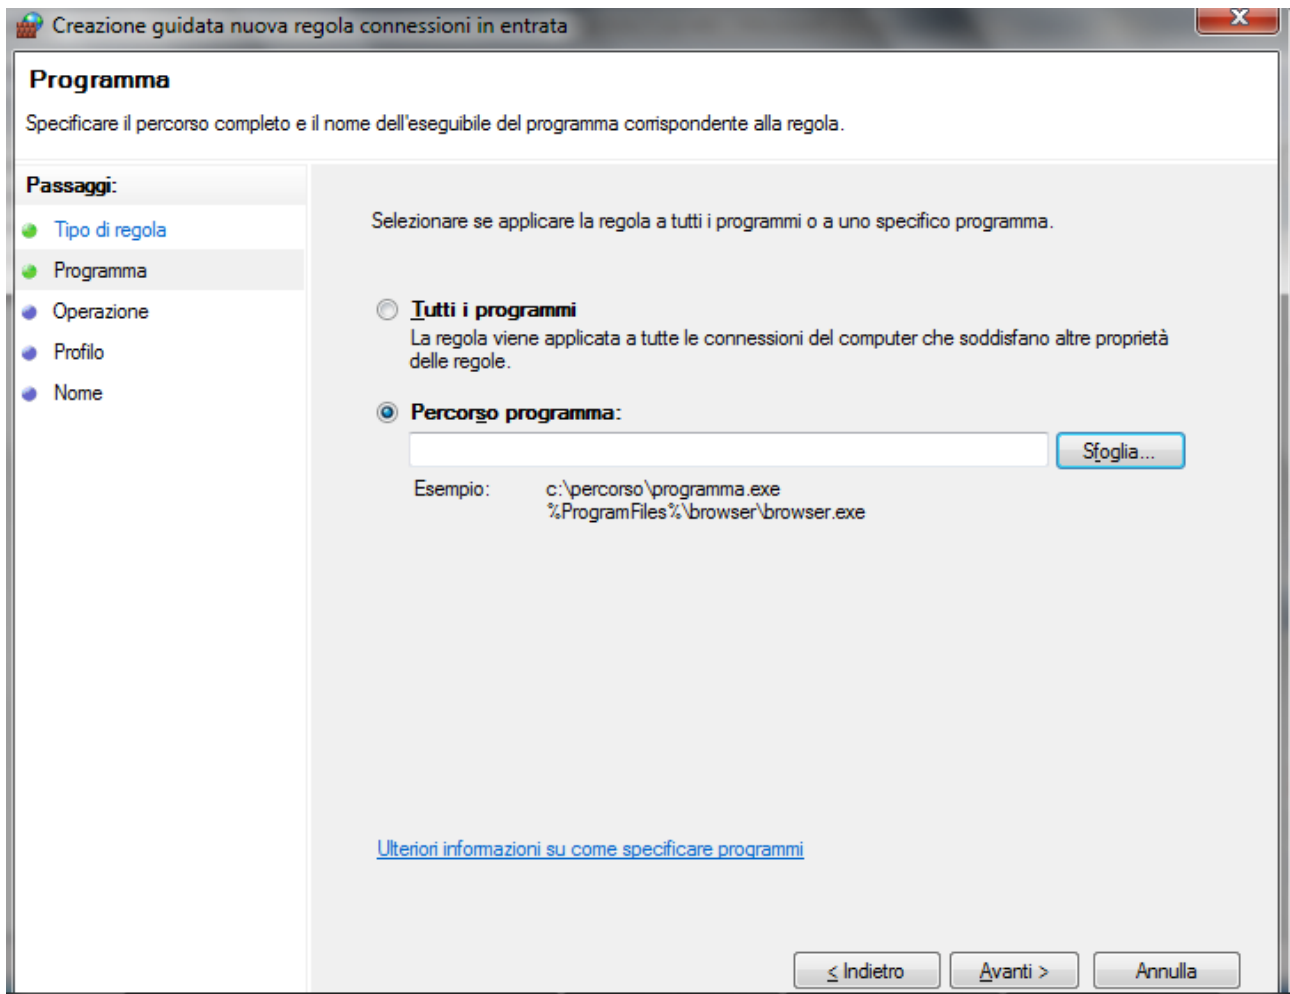 Creazione guidata nuova regola connessioni in entrata
Programma
Specificare il percorso completo e il nome dell'eseguibile del programma corrispondente alla regola.
Passaggi:
Tipo di regola
Programma
Operazione
Profilo
Nome
Selezionare se applicare la regola a tutti i programmi o a uno specifico programma.
Tutti i programmi
La regola viene applicata a tutte le connessioni del computer che soddisfano altre proprietà
delle regole.
Percorso programma:
Sfoglia...
Esempio: c:\percorso\programma.exe
%ProgramFiles%\browser\browser.exe
Ulteriori informazioni su come specificare programmi
< Indietro Avanti > Annulla